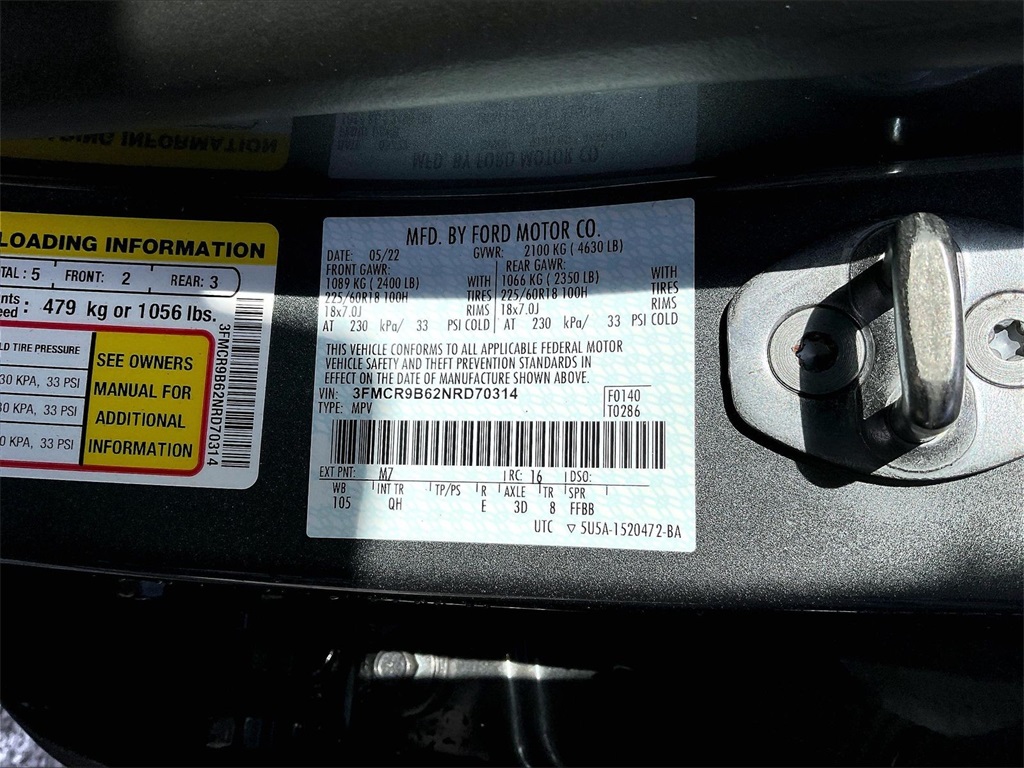 LOADING INFORMATION
TOTAL : 5 FRONT: 2 REAR: 3
479 kg or 1056 lbs.
TIRE PRESSURE
33 PSI
KPA, 33 PSI
KPA, 33 PSI
SEE OWNERS
MANUAL FOR
ADDITIONAL
INFORMATION
3FMCR9B62NRD70314
MFD. BY FORD MOTOR CO.
DATE: 05/22 GVWR: 2100 KG ( 4630 LB)
FRONT GAWR: REAR GAWR:
1089 KG ( 2400 LB) WITH 1066 KG ( 2350 LB) WITH
225/60R18 100H TIRES 225/60R18 100H TIRES
18x7.0J RIMS 18x7.0J RIMS
AT 230 kPa/ 33 PSI COLD AT 230 kPa/ 33 PSI COLD
THIS VEHICLE CONFORMS TO ALL APPLICABLE FEDERAL MOTOR
VEHICLE SAFETY AND THEFT PREVENTION STANDARDS IN
EFFECT ON THE DATE OF MANUFACTURE SHOWN ABOVE.
VIN: 3FMCR9B62NRD70314 F0140
TYPE: MPV T0286
EXT PNT: M7 RC: 16 DSO:
WB INT TR TP/PS R AXLE TR SPR
105 QH E 3D 8 FFBB
UTC ▽ 5U5A-1520472-BA